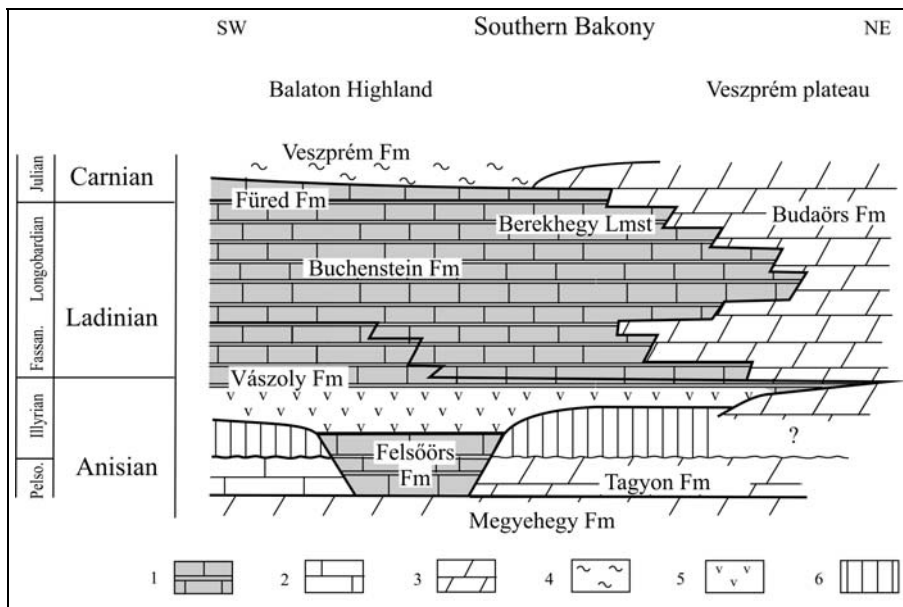 SW Southern Bakony NE
Balaton Highland Veszprém plateau
Veszprém Fm
Julian Carnian
Füred Fm
Berekhegy Lmst Budaörs Fm
Longobardian
Buchenstein Fm
Ladinian
Fassan.
Vászoly Fm
v v v v v v v v v v v v v
v v v v v v v v v
v v v v v v
Illyrian
?
Felsőörs
Fm
Anisian
Pelso.
Tagyon Fm
Megyehegy Fm
1 2 3 4 5 v v v 6